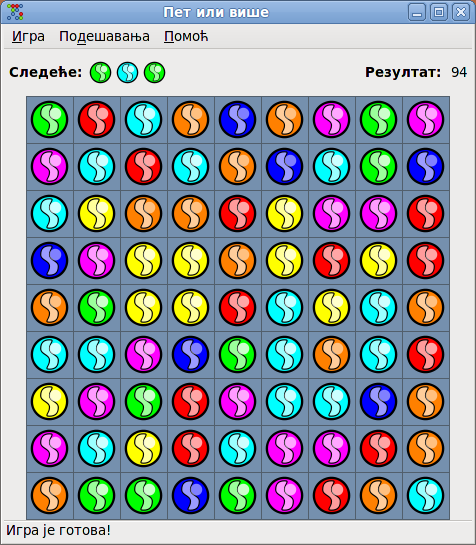 Пет или више
Игра Подешавања Помоћ
Следеће: Резултат: 94
Игра је готова!